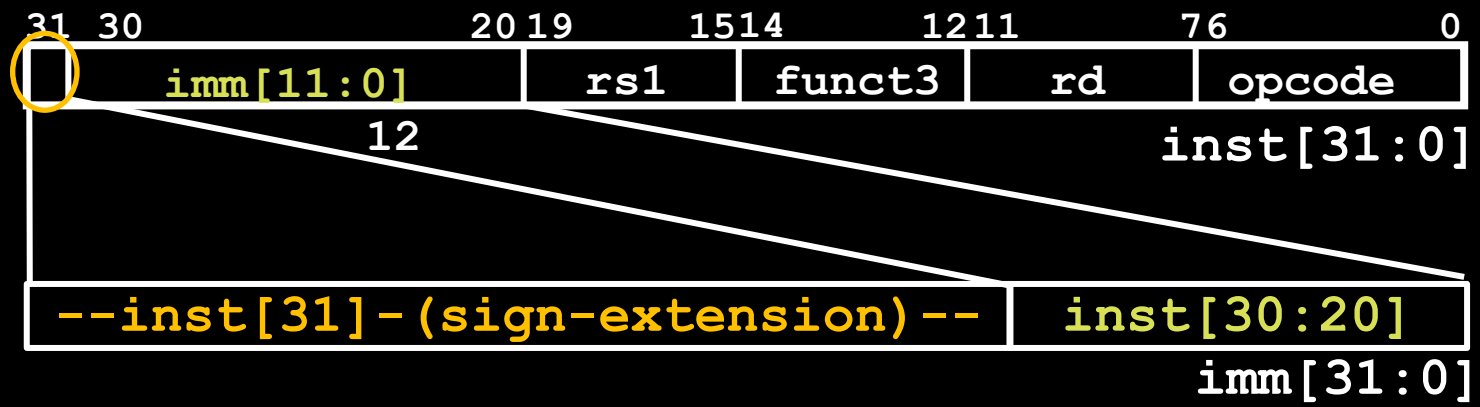 31 30 20 19 15 14 12 11 7 6 0
imm[11:0] rs1 funct3 rd opcode
12
inst[31:0]
--inst[31]-(sign-extension)-- inst[30:20]
imm[31:0]